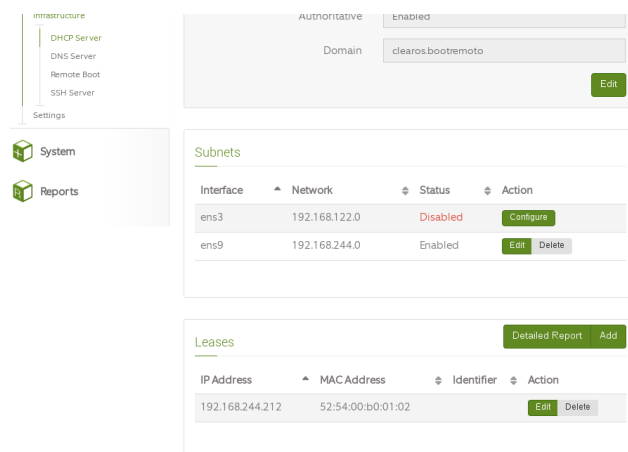 Infrastructure
DHCP Server
DNS Server
Remote Boot
SSH Server
Settings
System
Reports
Authoritative Enabled
Domain clearos.bootremoto
Edit
Subnets
Interface Network Status Action
ens3 192.168.122.0 Disabled Configure
ens9 192.168.244.0 Enabled Edit Delete
Leases Detailed Report Add
IP Address MAC Address Identifier Action
192.168.244.212 52:54:00:b0:01:02 Edit Delete